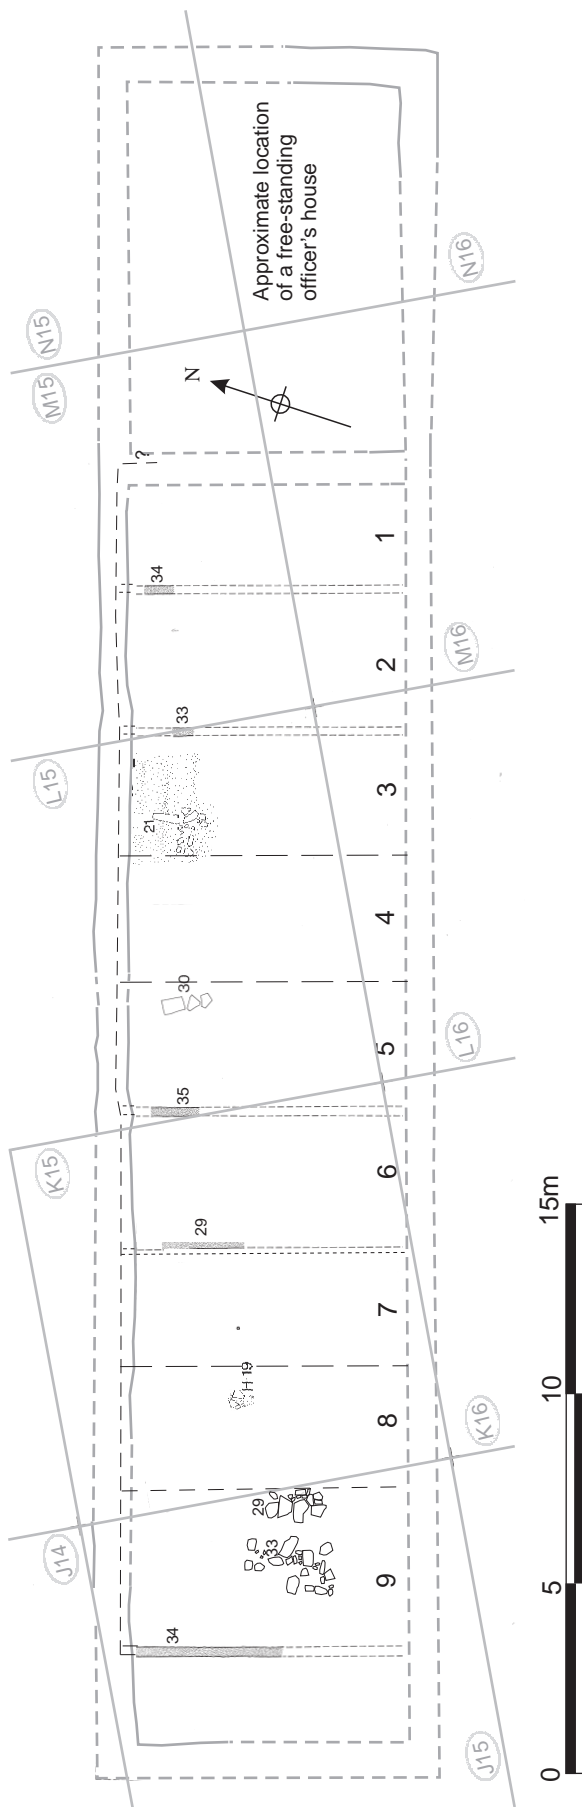 N15
M15
N16
Approximate location
of a free-standing
officer's house
N
?
1
34
2
33
M16
L15
3
21
4
30
5
L16
35
K15
6
29
7
H 19
8
K16
29
33
J14
9
34
J15
0
5
10
15m